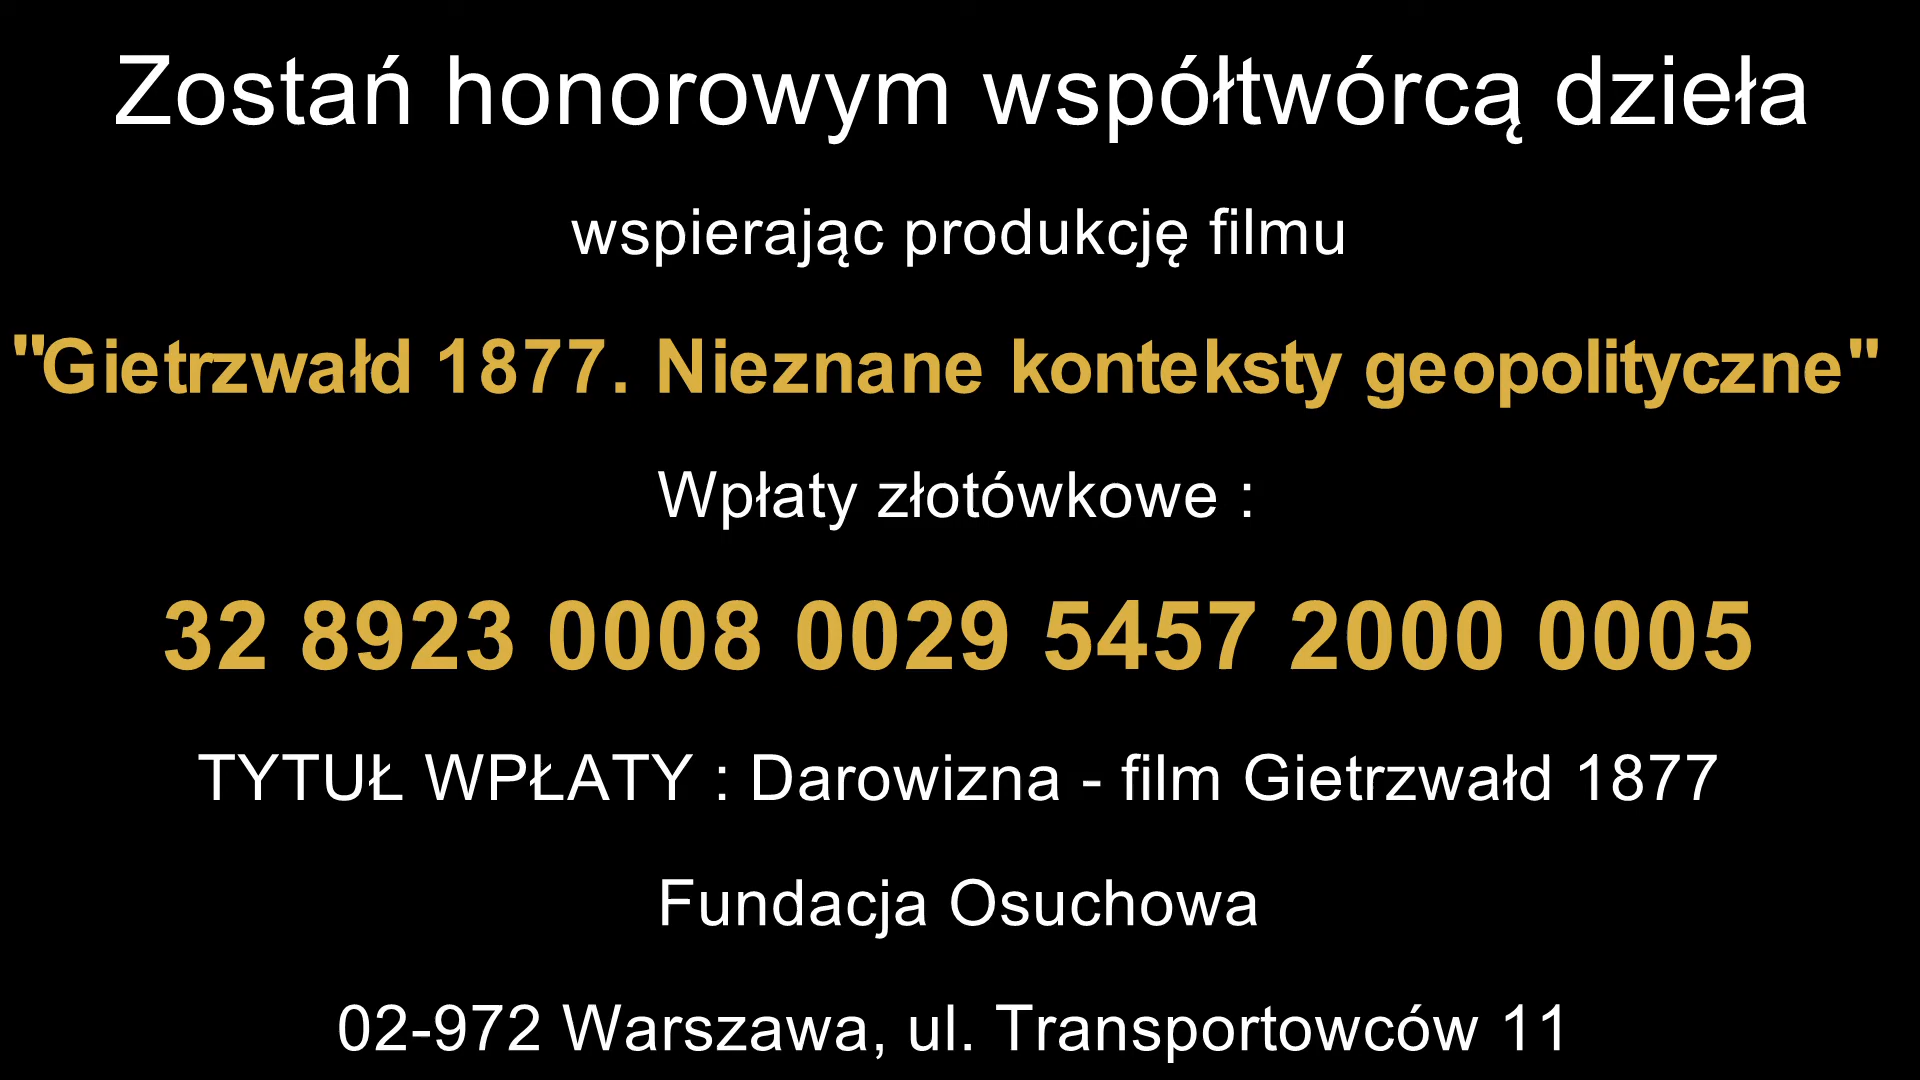 Zostań honorowym współtwórcą dzieła
wspierając produkcję filmu
"Gietrzwałd 1877. Nieznane konteksty geopolityczne"
Wpłaty złotówkowe :
32 8923 0008 0029 5457 2000 0005
TYTUŁ WPŁATY : Darowizna - film Gietrzwałd 1877
Fundacja Osuchowa
02-972 Warszawa, ul. Transportowców 11